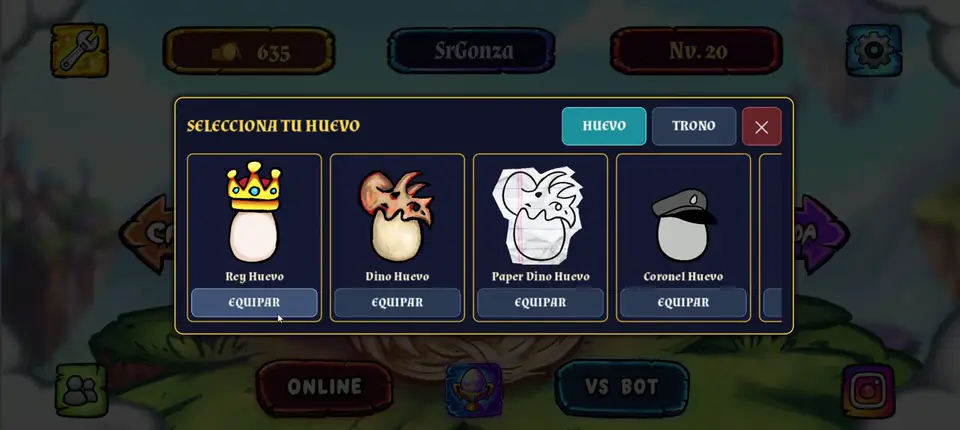 635
SrGonza
Nv. 20
SELECCIONA TU HUEVO
HUEVO
TRONO
Rey Huevo
Dino Huevo
Paper Dino Huevo
Coronel Huevo
EQUIPAR
EQUIPAR
EQUIPAR
EQUIPAR
ONLINE
VS BOT